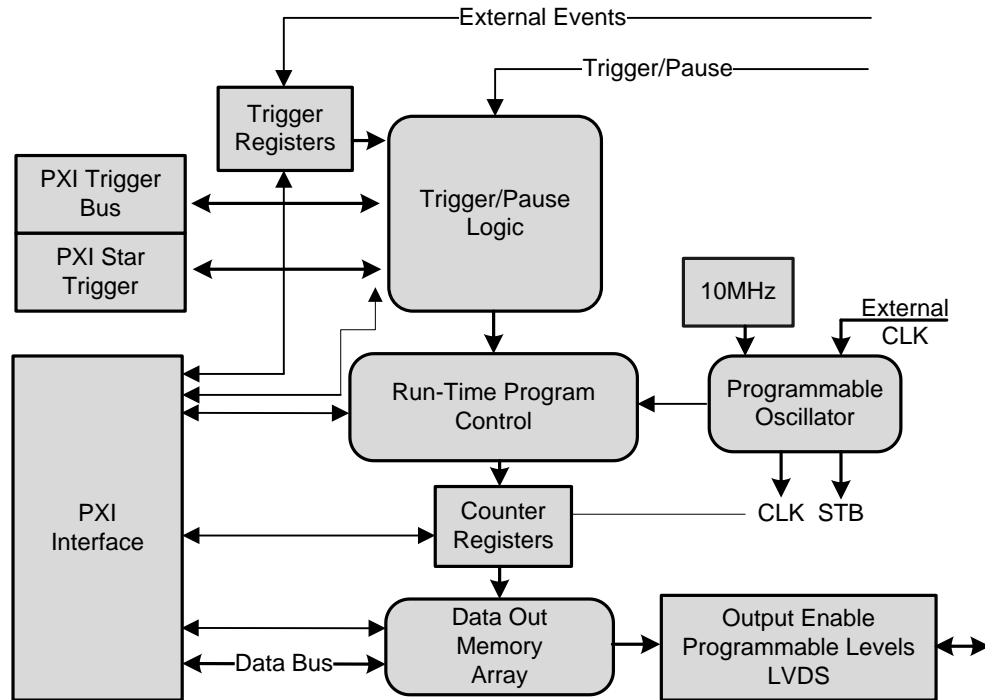 External Events
Trigger/Pause
Trigger
Registers
PXI Trigger
Bus
Trigger/Pause
Logic
PXI Star
Trigger
10MHz
External
CLK
Run-Time Program
Control
Programmable
Oscillator
PXI
Interface
Counter
Registers
CLK STB
Data Out
Memory
Array
Data Bus
Output Enable
Programmable Levels
LVDS